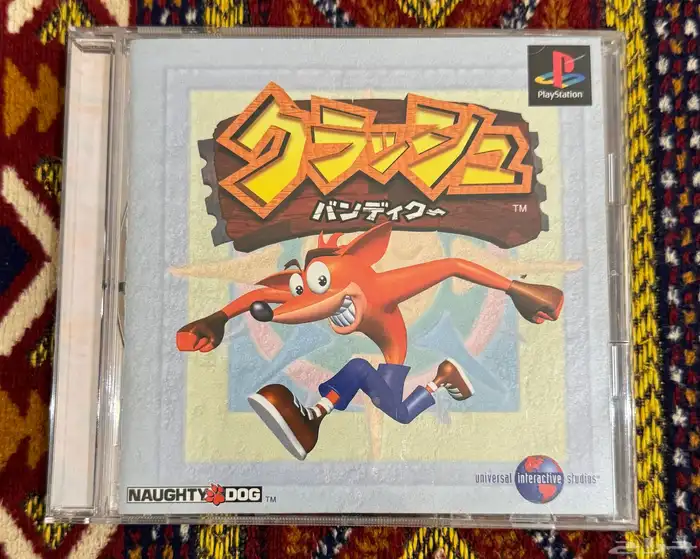 PlayStation
クラッシュ
バンディクー
TM
NAUGHTY DOG TM
universal interactive studios